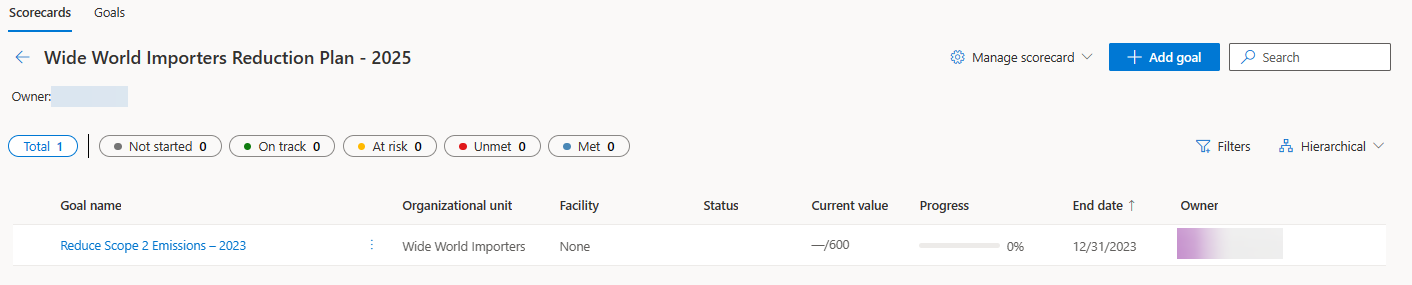 Scorecards Goals
Wide World Importers Reduction Plan - 2025 Manage scorecard Add goal Search
Owner:
Total 1 Not started 0 On track 0 At risk 0 Unmet 0 Met 0 Filters Hierarchical
Goal name Organizational unit Facility Status Current value Progress End date ↑ Owner
Reduce Scope 2 Emissions – 2023 Wide World Importers None —/600 0% 12/31/2023